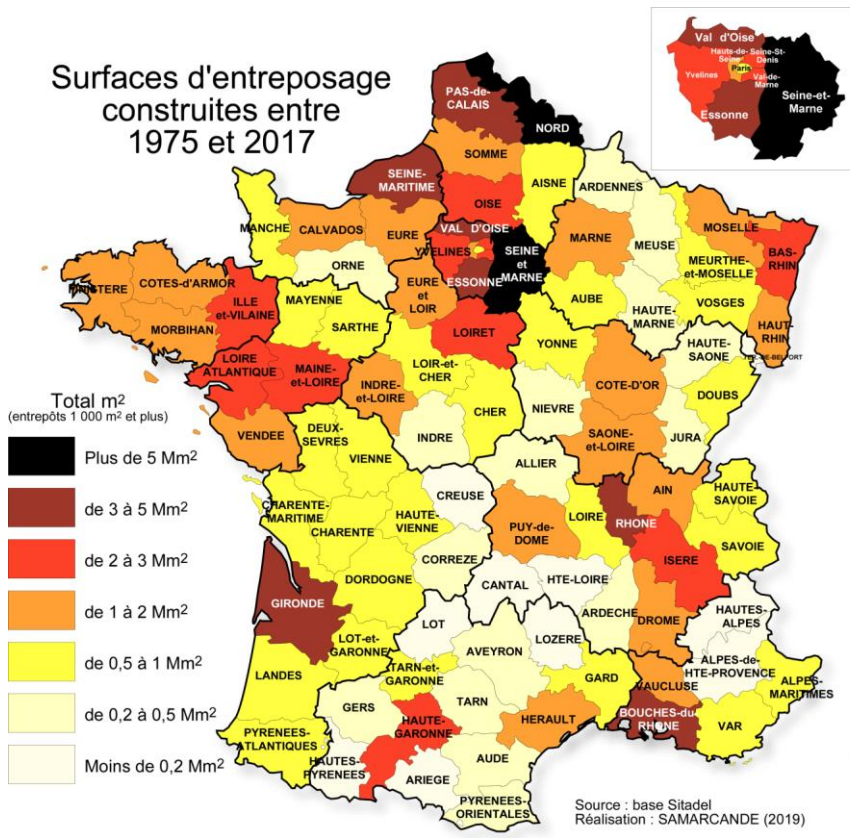 Surfaces d'entreposage
construites entre
1975 et 2017
Val d'Oise
Hauts-de-
Seine
Seine-St-
Denis
Paris
Yvelines
Val-de-
Marne
Seine-et-
Marne
Essonne
PAS-de-
CALAIS
NORD
SOMME
SEINE-
MARITIME
AISNE
ARDENNES
OISE
MANCHE
CALVADOS
EURE
VAL D'OISE
YVELINES
ESSONNE
SEINE
et
MARNE
MARNE
MEUSE
MOSELLE
BAS-
RHIN
MEURTHE-
et-MOSELLE
ORNE
EURE
et
LOIR
AUBE
HAUTE-
MARNE
VOSGES
HAUT-
RHIN
FINISTERE
COTES-d'ARMOR
MORBIHAN
ILLE
et-VILAINE
MAYENNE
SARTHE
LOIRET
YONNE
HAUTE-
SAONE
TER-DE-BELFORT
LOIRE
ATLANTIQUE
MAINE-
et-LOIRE
INDRE-
et-LOIRE
LOIR-et-
CHER
CHER
NIEVRE
COTE-D'OR
DOUBS
JURA
VENDEE
DEUX-
SEVRES
VIENNE
INDRE
ALLIER
SAONE-
et-LOIRE
CHARENTE-
MARITIME
CHARENTE
HAUTE-
VIENNE
CREUSE
PUY-de-
DOME
LOIRE
RHONE
AIN
HAUTE-
SAVOIE
SAVOIE
ISERE
CORREZE
DORDOGNE
GIRONDE
CANTAL
HTE-LOIRE
ARDECHE
DROME
HAUTES-
ALPES
LOT
LOT-et-
GARONNE
LOZERE
AVEYRON
TARN-et-
GARONNE
LANDES
GARD
VAUCLUSE
ALPES-de-
HTE-PROVENCE
ALPES-
MARITIMES
GERS
HAUTE-
GARONNE
TARN
HERAULT
BOUCHES-du-
RHONE
VAR
PYRENEES-
ATLANTIQUES
HAUTES-
PYRENEES
ARIEGE
AUDE
PYRENEES-
ORIENTALES
Total m²
(entrepôts 1 000 m² et plus)
Plus de 5 Mm²
de 3 à 5 Mm²
de 2 à 3 Mm²
de 1 à 2 Mm²
de 0,5 à 1 Mm²
de 0,2 à 0,5 Mm²
Moins de 0,2 Mm²
Source : base Sitadel
Réalisation : SAMARCANDE (2019)